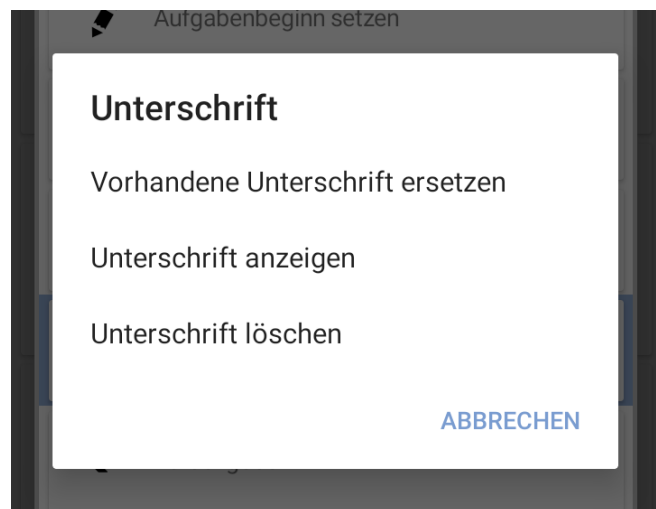 Aufgabenbeginn setzen
Unterschrift
Vorhandene Unterschrift ersetzen
Unterschrift anzeigen
Unterschrift löschen
ABBRECHEN